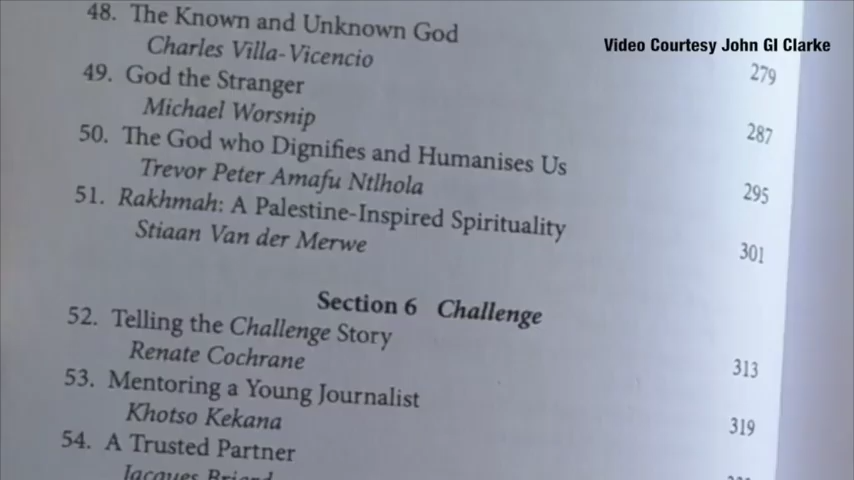 48. The Known and Unknown God
Charles Villa-Vicencio
279
49. God the Stranger
Michael Worsnip
287
50. The God who Dignifies and Humanises Us
Trevor Peter Amafu Ntlhola
295
51. Rakhmah: A Palestine-Inspired Spirituality
Stiaan Van der Merwe
301
Section 6 Challenge
52. Telling the Challenge Story
Renate Cochrane
313
53. Mentoring a Young Journalist
Khotso Kekana
319
54. A Trusted Partner
Jacques
Video Courtesy John GI Clarke